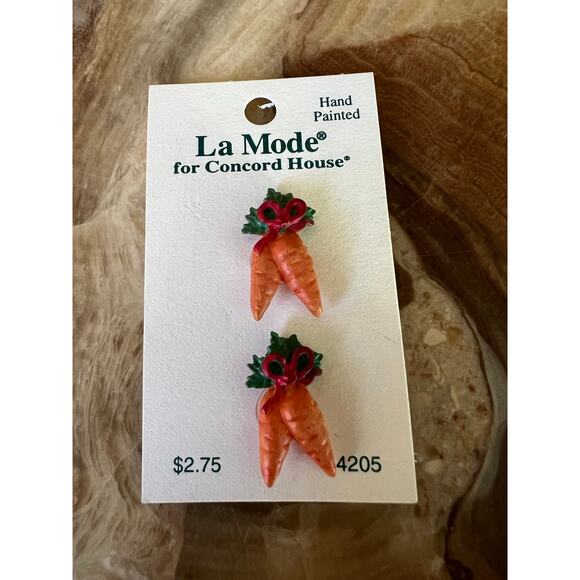 Hand
Painted
La Mode®
for Concord House®
$2.75
4205